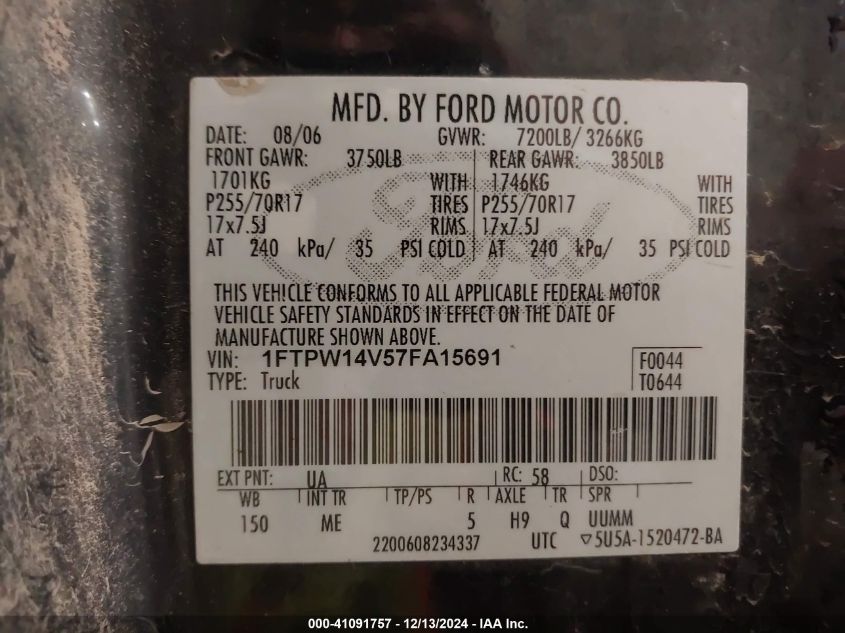 MFD. BY FORD MOTOR CO.
DATE: 08/06 GVWR: 7200LB/ 3266KG
FRONT GAWR: 3750LB REAR GAWR: 3850LB
1701KG WITH 1746KG WITH
P255/70R17 TIRES P255/70R17 TIRES
17x7.5J RIMS 17x7.5J RIMS
AT 240 kPa/ 35 PSI COLD AT 240 kPa/ 35 PSI COLD
Ford
THIS VEHICLE CONFORMS TO ALL APPLICABLE FEDERAL MOTOR
VEHICLE SAFETY STANDARDS IN EFFECT ON THE DATE OF
MANUFACTURE SHOWN ABOVE.
VIN: 1FTPW14V57FA15691 F0044
TYPE: Truck T0644
EXT PNT: UA RC: 58 DSO:
WB INT TR TP/PS R AXLE TR SPR
150 ME 5 H9 Q UUMM
2200608234337 UTC ▽5U5A-1520472-BA
000-41091757 - 12/13/2024 - IAA Inc.